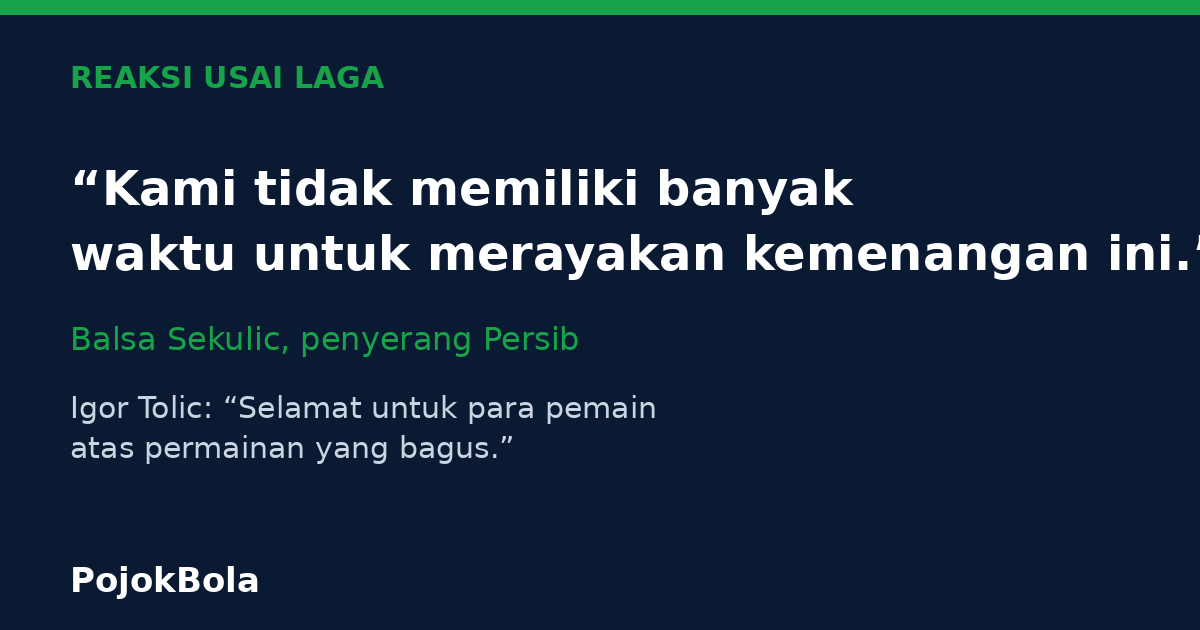 REAKSI USAI LAGA
“Kami tidak memiliki banyak
waktu untuk merayakan kemenangan ini.”
Balsa Sekulic, penyerang Persib
Igor Tolic: “Selamat untuk para pemain
atas permainan yang bagus.”
PojokBola